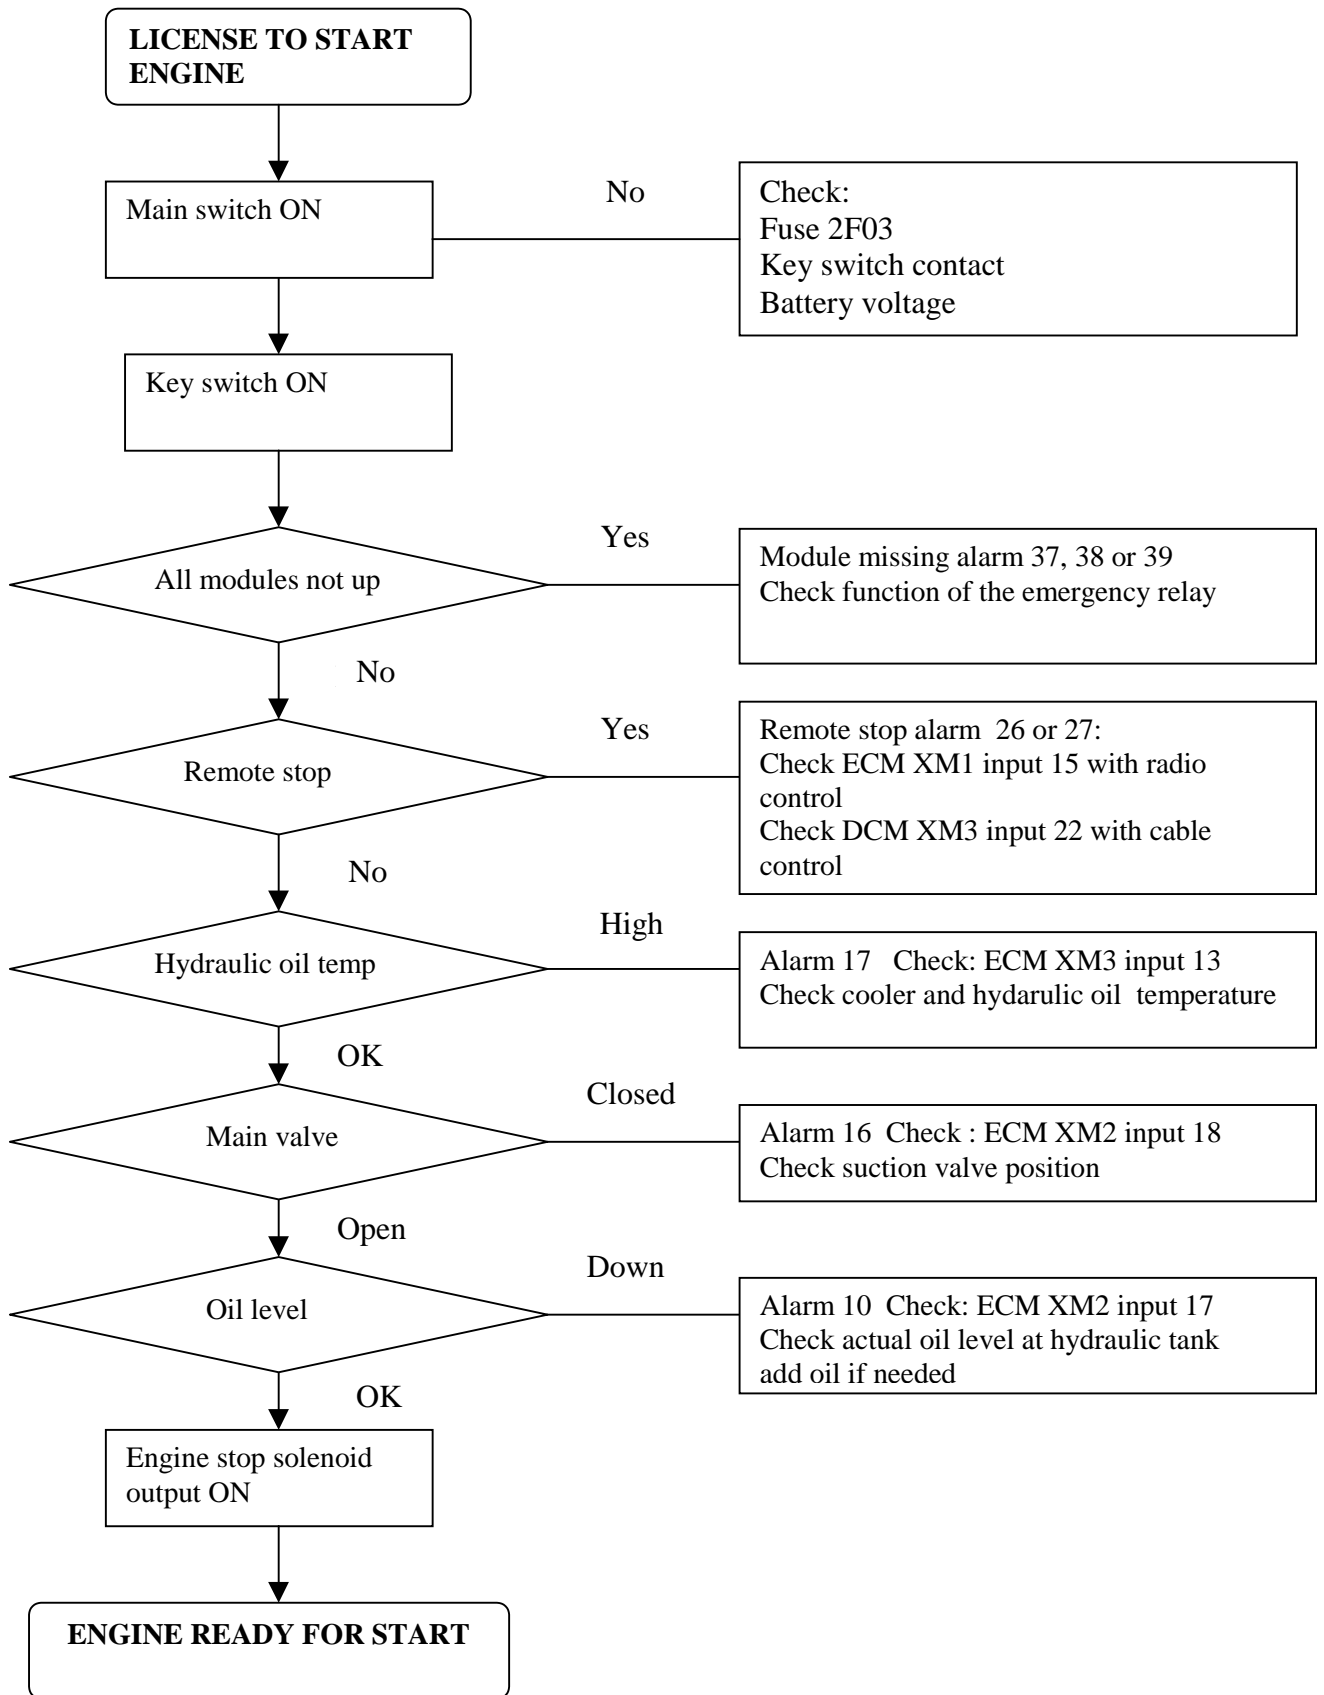 LICENSE TO START
ENGINE
Main switch ON
No
Check:
Fuse 2F03
Key switch contact
Battery voltage
Key switch ON
All modules not up
Yes
Module missing alarm 37, 38 or 39
Check function of the emergency relay
No
Remote stop
Yes
Remote stop alarm  26 or 27:
Check ECM XM1 input 15 with radio
control
Check DCM XM3 input 22 with cable
control
No
Hydraulic oil temp
High
Alarm 17   Check: ECM XM3 input 13
Check cooler and hydarulic oil  temperature
OK
Main valve
Closed
Alarm 16  Check : ECM XM2 input 18
Check suction valve position
Open
Oil level
Down
Alarm 10  Check: ECM XM2 input 17
Check actual oil level at hydraulic tank
add oil if needed
OK
Engine stop solenoid
output ON
ENGINE READY FOR START